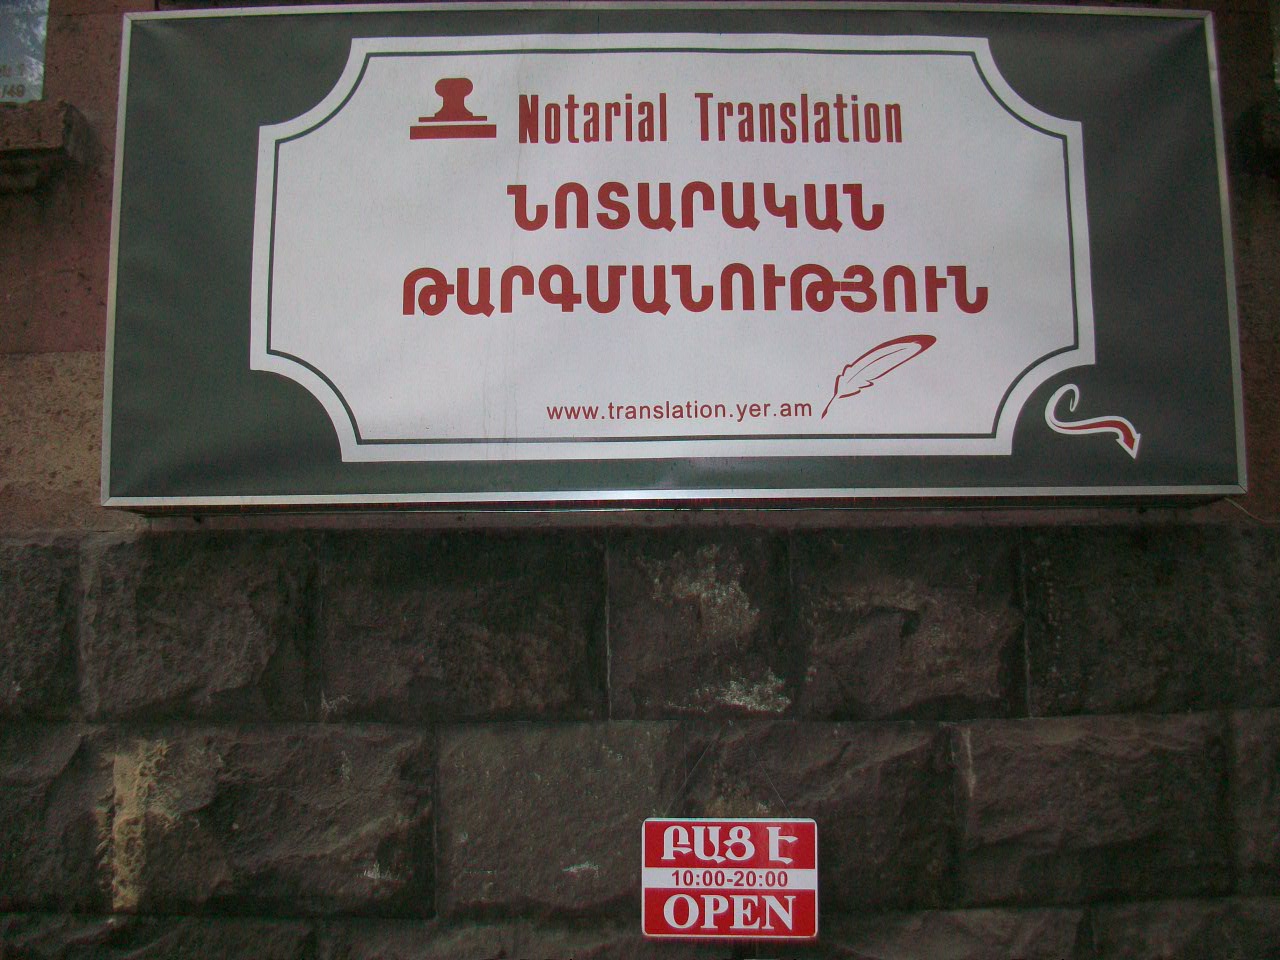 Notarial Translation
ՆՈՏԱՐԱԿԱՆ
ԹԱՐԳՄԱՆՈՒԹՅՈՒՆ
www.translation.yer.am
ԲԱՑ Է
10:00-20:00
OPEN